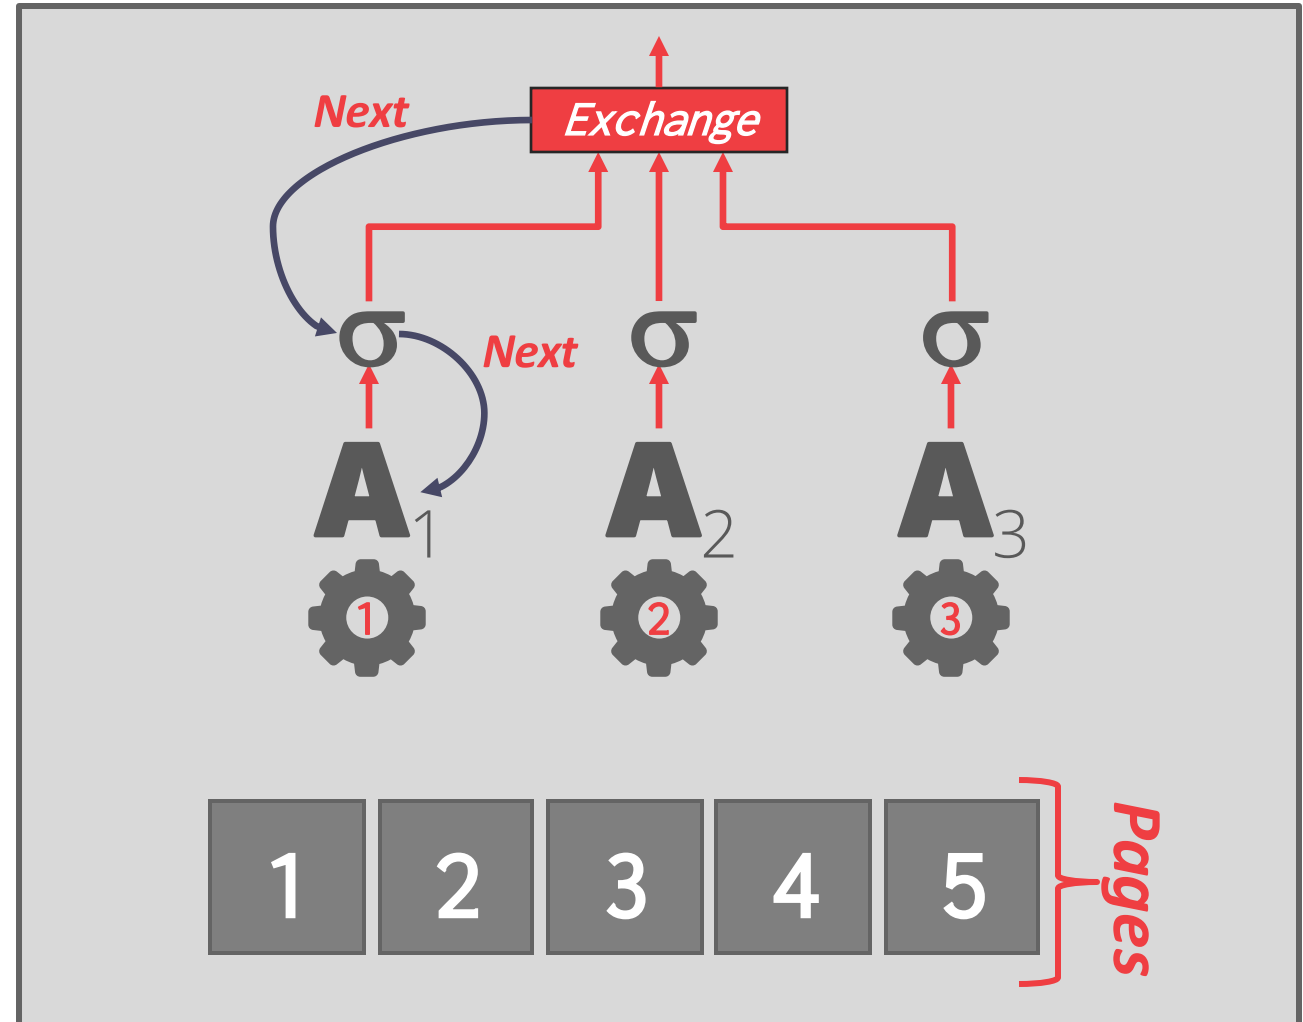 Next
Exchange
σ σ σ
Next
A1 A2 A3
1 2 3
1 2 3 4 5
Pages